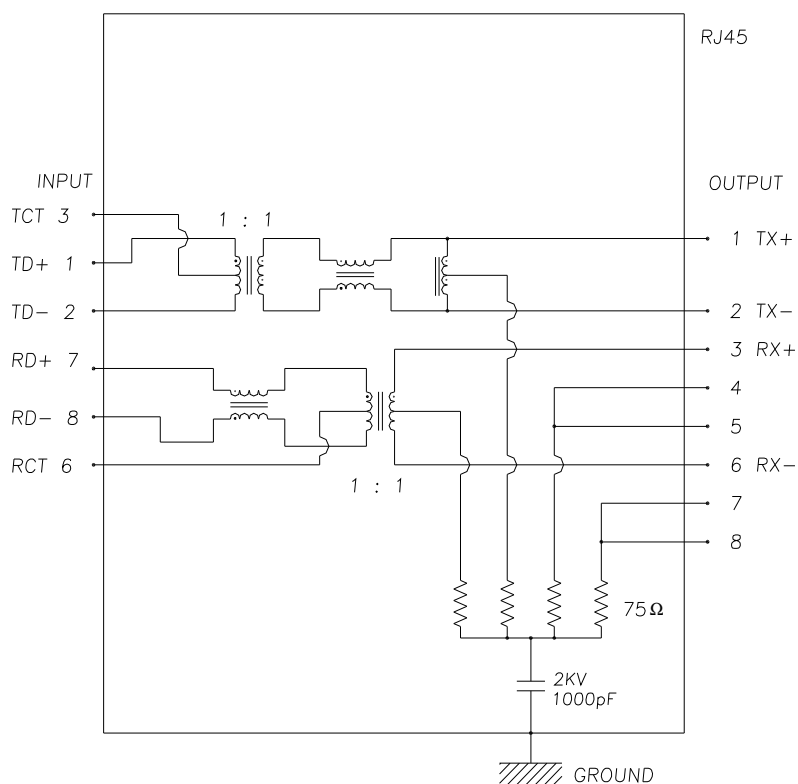 RJ45
INPUT
OUTPUT
TCT 3
1 : 1
1 TX+
TD+ 1
TD- 2
2 TX-
3 RX+
RD+ 7
4
RD- 8
5
RCT 6
6 RX-
1 : 1
7
8
75Ω
2KV
1000pF
GROUND